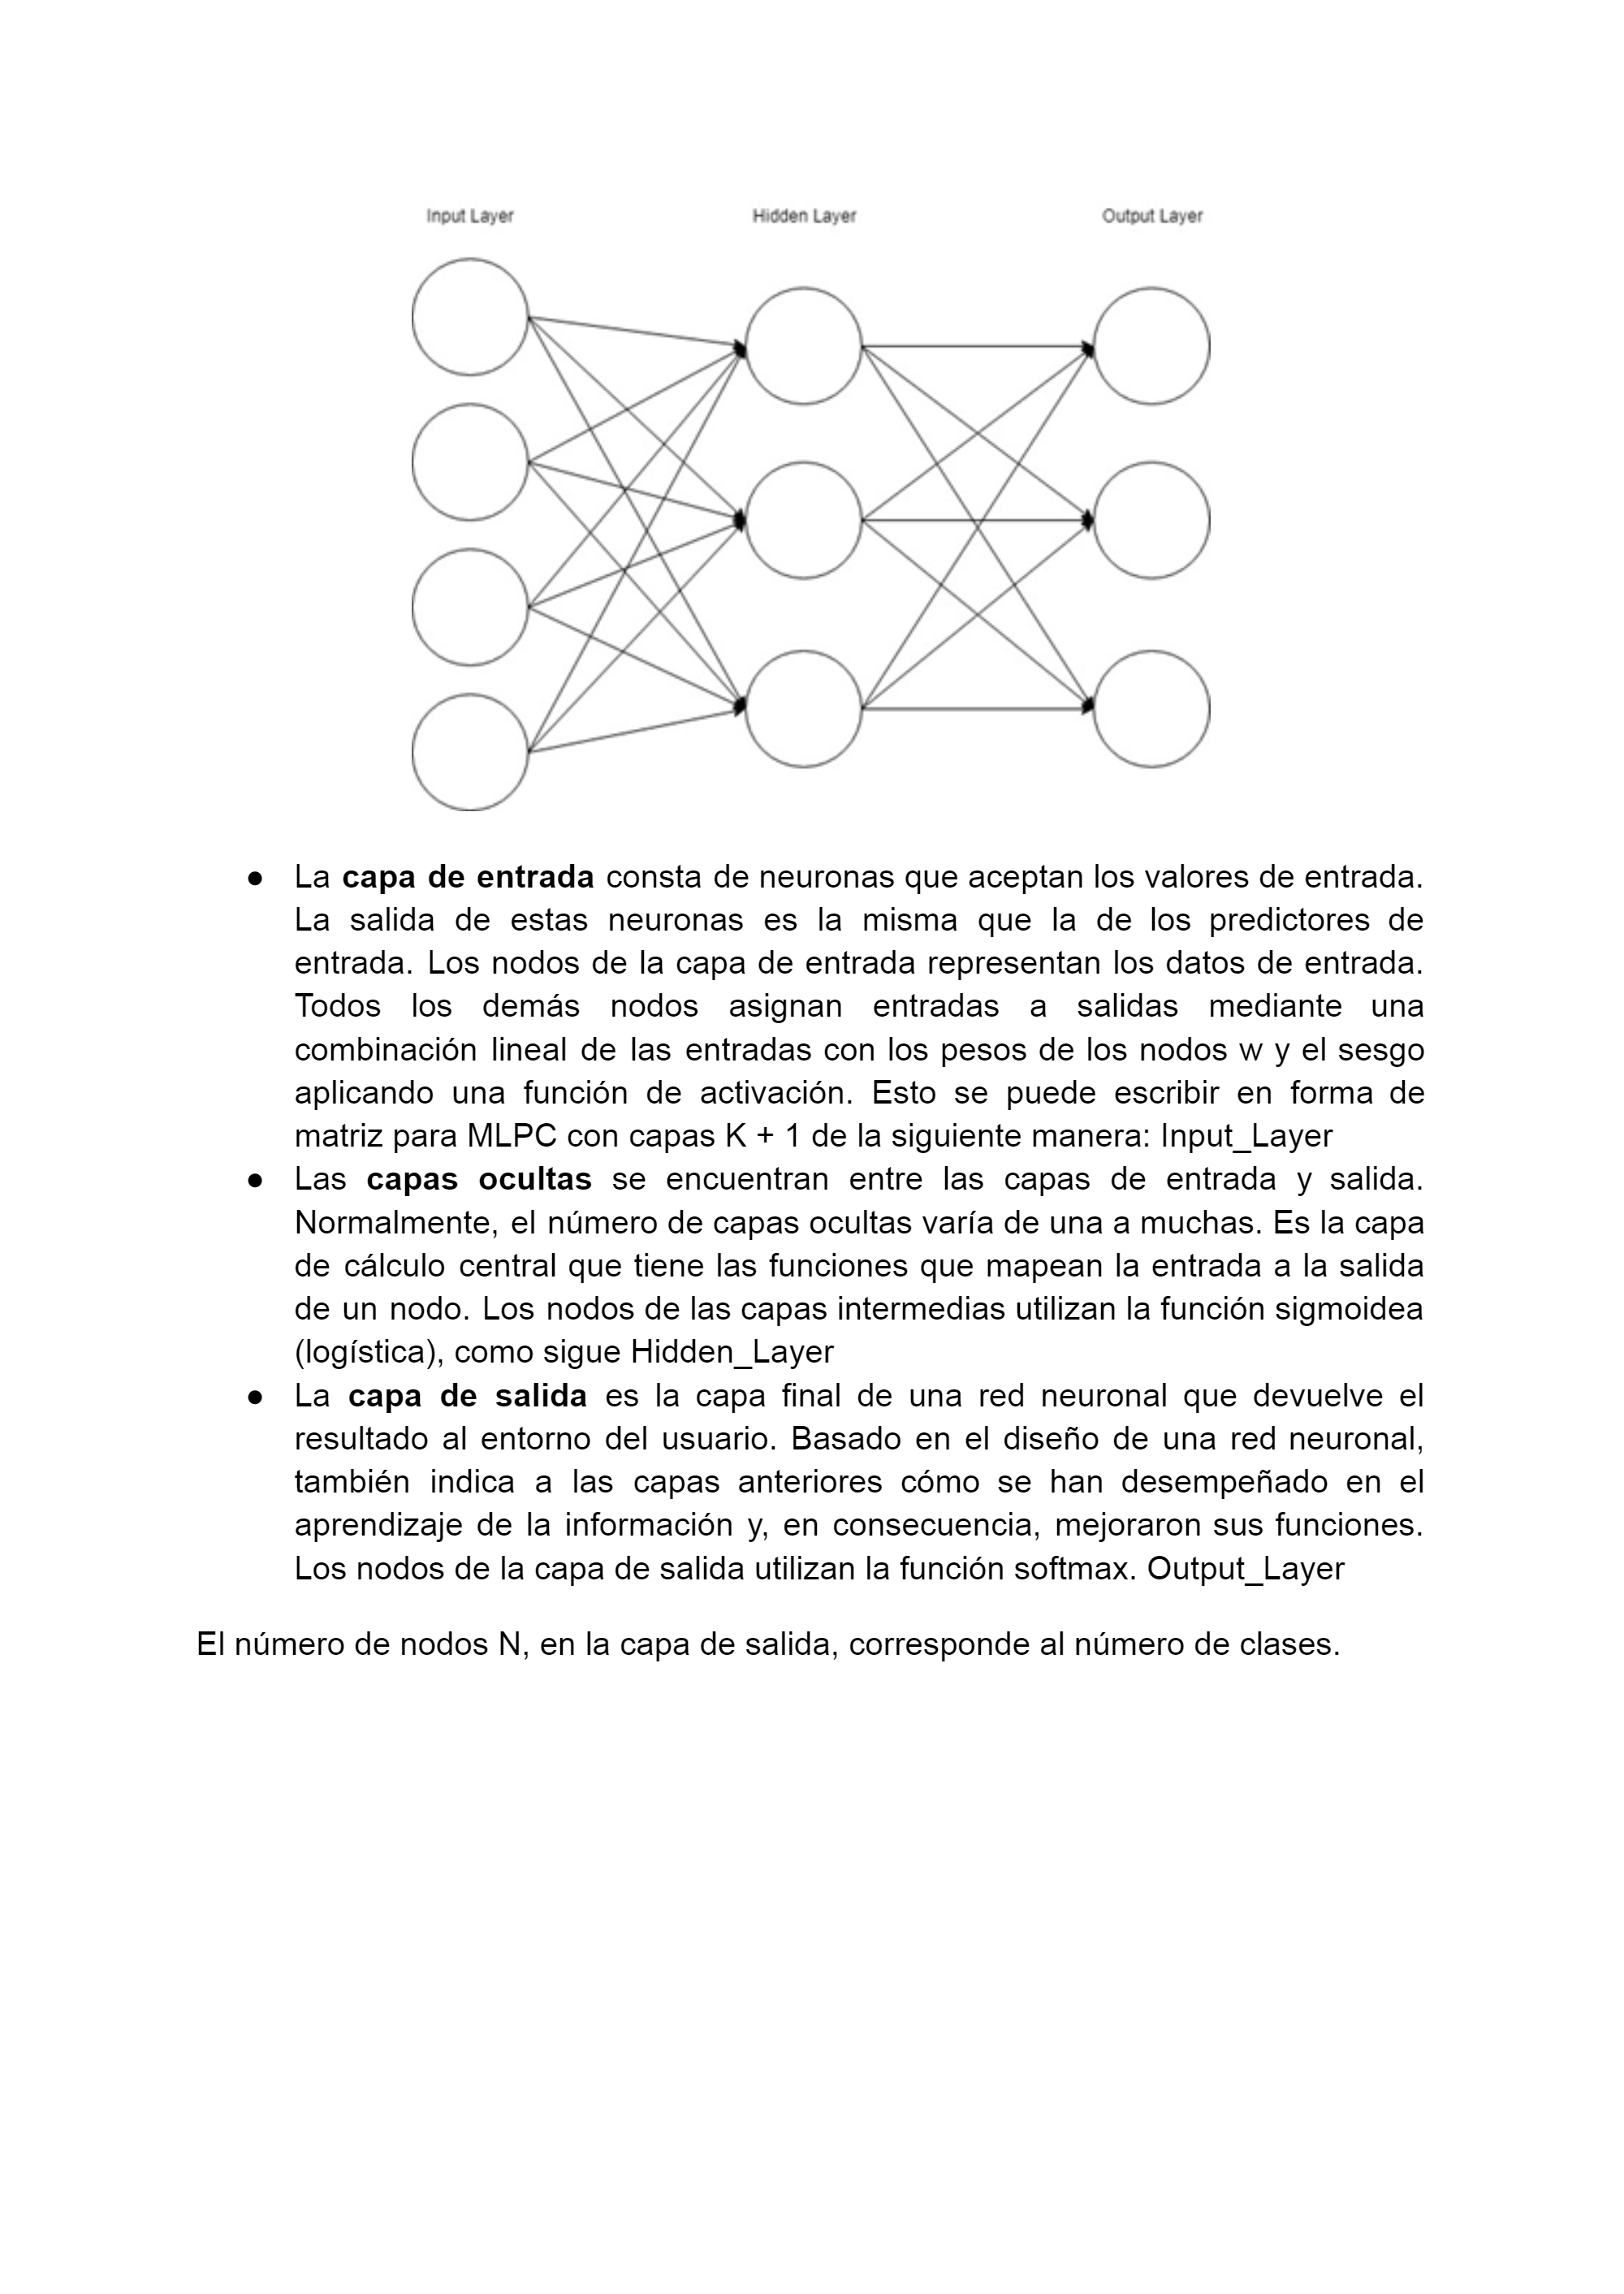 Input Layer Hidden Layer Output Layer
● La capa de entrada consta de neuronas que aceptan los valores de entrada.
La salida de estas neuronas es la misma que la de los predictores de
entrada. Los nodos de la capa de entrada representan los datos de entrada.
Todos los demás nodos asignan entradas a salidas mediante una
combinación lineal de las entradas con los pesos de los nodos w y el sesgo
aplicando una función de activación. Esto se puede escribir en forma de
matriz para MLPC con capas K + 1 de la siguiente manera: Input_Layer
● Las capas ocultas se encuentran entre las capas de entrada y salida.
Normalmente, el número de capas ocultas varía de una a muchas. Es la capa
de cálculo central que tiene las funciones que mapean la entrada a la salida
de un nodo. Los nodos de las capas intermedias utilizan la función sigmoidea
(logística), como sigue Hidden_Layer
● La capa de salida es la capa final de una red neuronal que devuelve el
resultado al entorno del usuario. Basado en el diseño de una red neuronal,
también indica a las capas anteriores cómo se han desempeñado en el
aprendizaje de la información y, en consecuencia, mejoraron sus funciones.
Los nodos de la capa de salida utilizan la función softmax. Output_Layer
El número de nodos N, en la capa de salida, corresponde al número de clases.